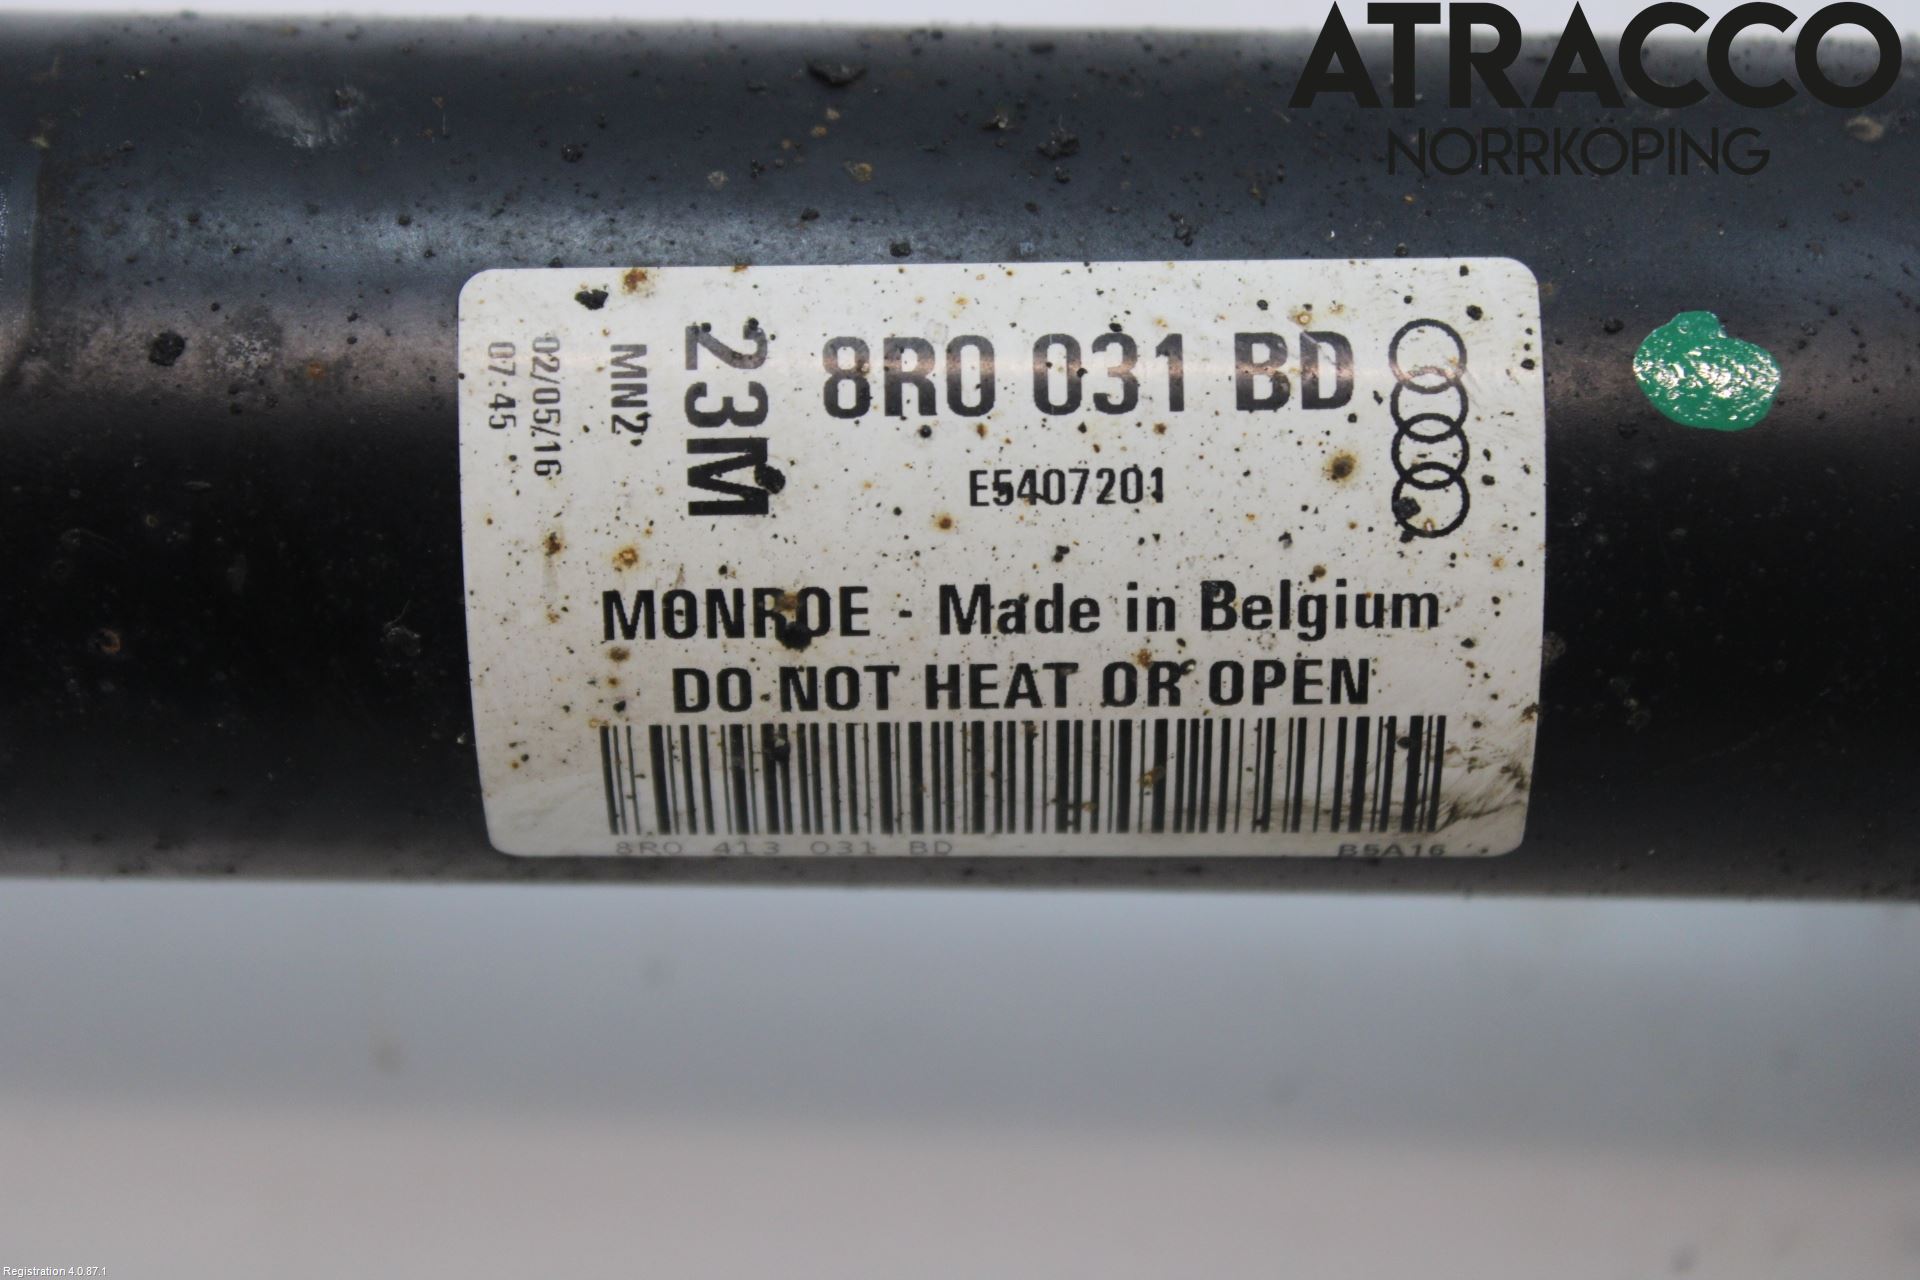 ATRACCO
NORRKÖPING
8R0 031 BD
23M
MN2
02/05/16
07:45
E5407201
MONROE - Made in Belgium
DO NOT HEAT OR OPEN
8R0 413 031 BD B5A16
Registration 4.0.87.1